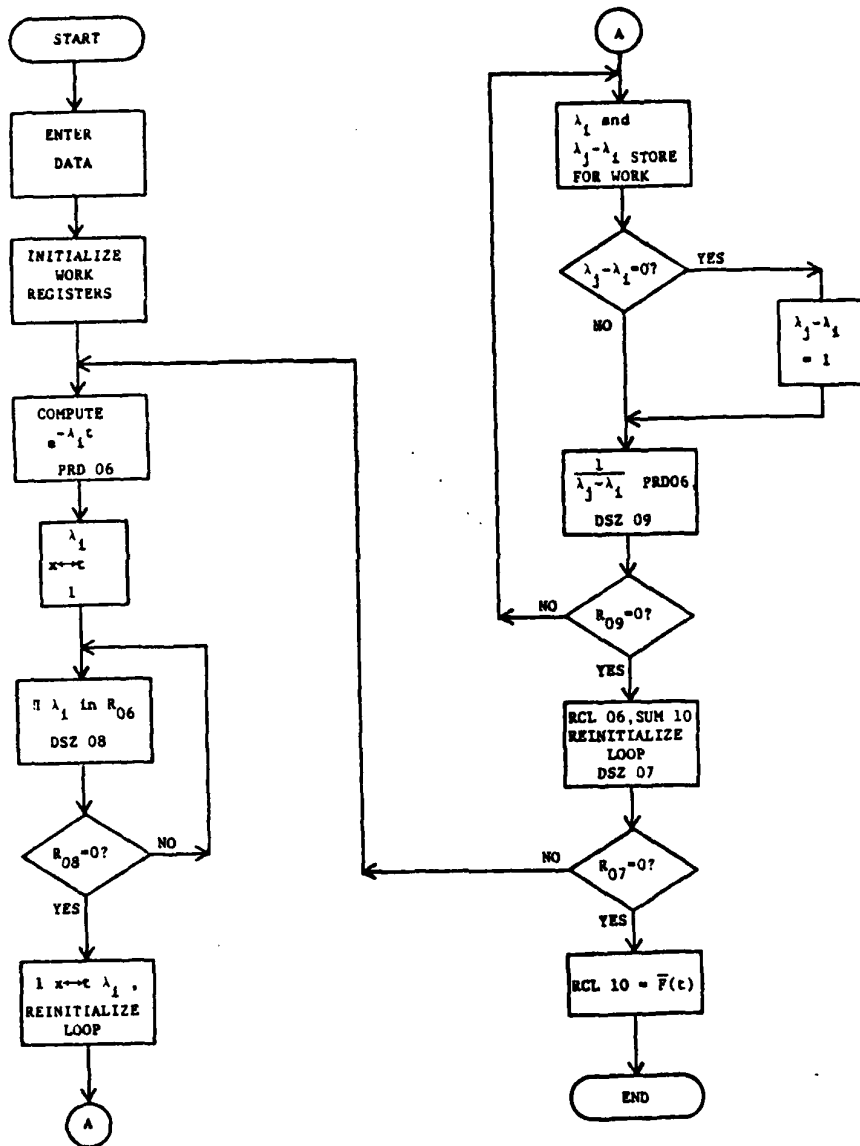 START
ENTER
DATA
INITIALIZE
WORK
REGISTERS
COMPUTE
e^{-λ_i t}
PRD 06
λ_i
x↔t
1
Π λ_i in R_06
DSZ 08
R_08=0?
NO
YES
1 x↔t λ_i,
REINITIALIZE
LOOP
A
A
λ_i and
λ_j-λ_i STORE
FOR WORK
λ_j-λ_i=0?
YES
NO
λ_j-λ_i
= 1
1/(λ_j-λ_i) PRD06,
DSZ 09
R_09=0?
NO
YES
RCL 06,SUM 10
REINITIALIZE
LOOP
DSZ 07
R_07=0?
NO
YES
RCL 10 = F̅(t)
END